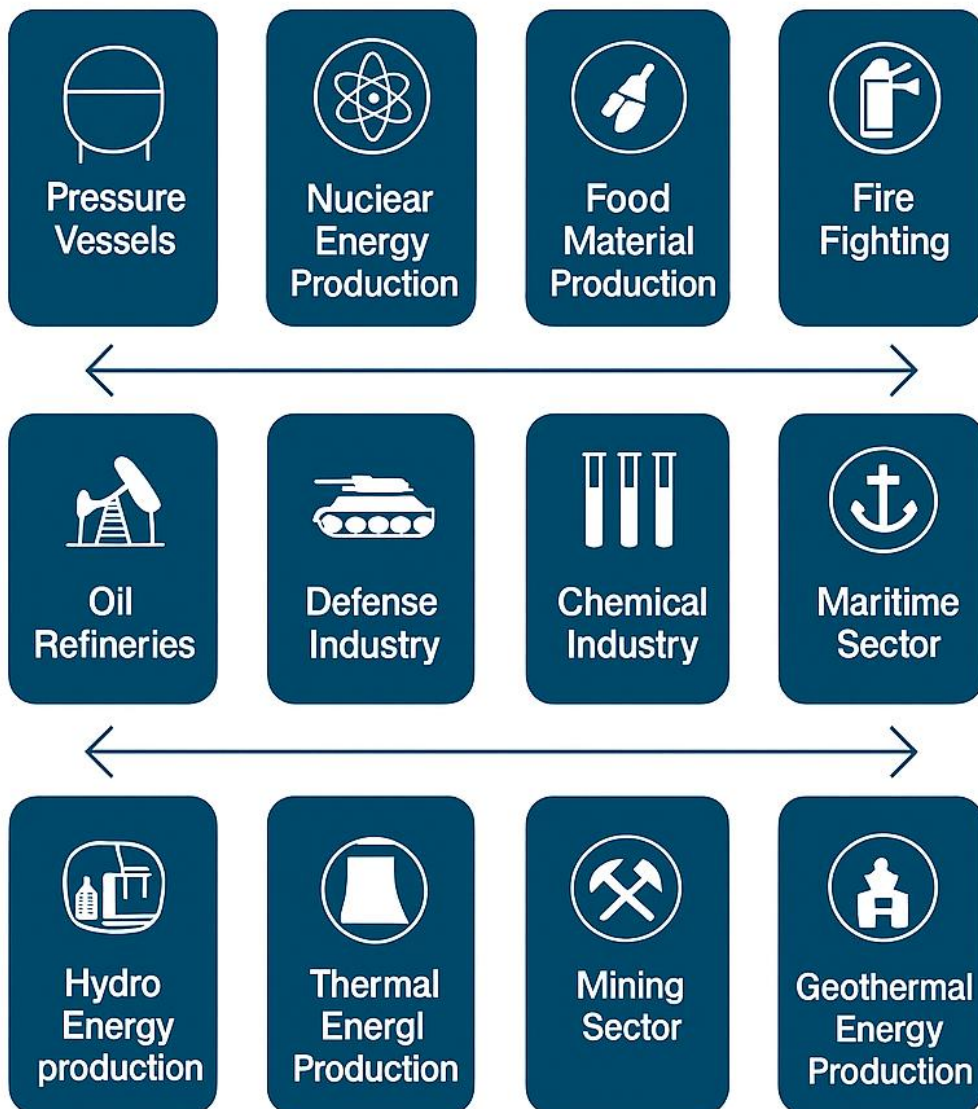 Pressure
Vessels
Nuciear
Energy
Production
Food
Material
Production
Fire
Fighting
Oil
Refineries
Defense
Industry
Chemical
Industry
Maritime
Sector
Hydro
Energy
production
Thermal
Energl
Production
Mining
Sector
Geothermal
Energy
Production